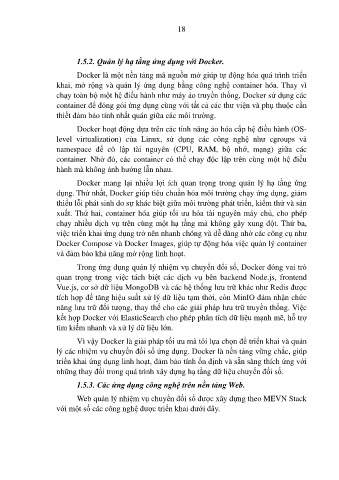 18
1.5.2. Quản lý hạ tầng ứng dụng với Docker.
Docker là một nền tảng mã nguồn mở giúp tự động hóa quá trình triển
khai, mở rộng và quản lý ứng dụng bằng công nghệ container hóa. Thay vì
chạy toàn bộ một hệ điều hành như máy ảo truyền thống, Docker sử dụng các
container để đóng gói ứng dụng cùng với tất cả các thư viện và phụ thuộc cần
thiết đảm bảo tính nhất quán giữa các môi trường.
Docker hoạt động dựa trên các tính năng ảo hóa cấp hệ điều hành (OS-
level virtualization) của Linux, sử dụng các công nghệ như cgroups và
namespace để cô lập tài nguyên (CPU, RAM, bộ nhớ, mạng) giữa các
container. Nhờ đó, các container có thể chạy độc lập trên cùng một hệ điều
hành mà không ảnh hưởng lẫn nhau.
Docker mang lại nhiều lợi ích quan trọng trong quản lý hạ tầng ứng
dụng. Thứ nhất, Docker giúp tiêu chuẩn hóa môi trường chạy ứng dụng, giảm
thiểu lỗi phát sinh do sự khác biệt giữa môi trường phát triển, kiểm thử và sản
xuất. Thứ hai, container hóa giúp tối ưu hóa tài nguyên máy chủ, cho phép
chạy nhiều dịch vụ trên cùng một hạ tầng mà không gây xung đột. Thứ ba,
việc triển khai ứng dụng trở nên nhanh chóng và dễ dàng nhờ các công cụ như
Docker Compose và Docker Images, giúp tự động hóa việc quản lý container
và đảm bảo khả năng mở rộng linh hoạt.
Trong ứng dụng quản lý nhiệm vụ chuyển đổi số, Docker đóng vai trò
quan trọng trong việc tách biệt các dịch vụ bên backend Node.js, frontend
Vue.js, cơ sở dữ liệu MongoDB và các hệ thống lưu trữ khác như Redis được
tích hợp để tăng hiệu suất xử lý dữ liệu tạm thời, còn MinIO đảm nhận chức
năng lưu trữ đối tượng, thay thế cho các giải pháp lưu trữ truyền thống. Việc
kết hợp Docker với ElasticSearch cho phép phân tích dữ liệu mạnh mẽ, hỗ trợ
tìm kiếm nhanh và xử lý dữ liệu lớn.
Vì vậy Docker là giải pháp tối ưu mà tôi lựa chọn để triển khai và quản
lý các nhiệm vụ chuyển đổi số ứng dụng. Docker là nền tảng vững chắc, giúp
triển khai ứng dụng linh hoạt, đảm bảo tính ổn định và sẵn sàng thích ứng với
những thay đổi trong quá trình xây dựng hạ tầng dữ liệu chuyển đổi số.
1.5.3. Các ứng dụng công nghệ trên nền tảng Web.
Web quản lý nhiệm vụ chuyển đổi số được xây dựng theo MEVN Stack
với một số các công nghệ được triển khai dưới đây.